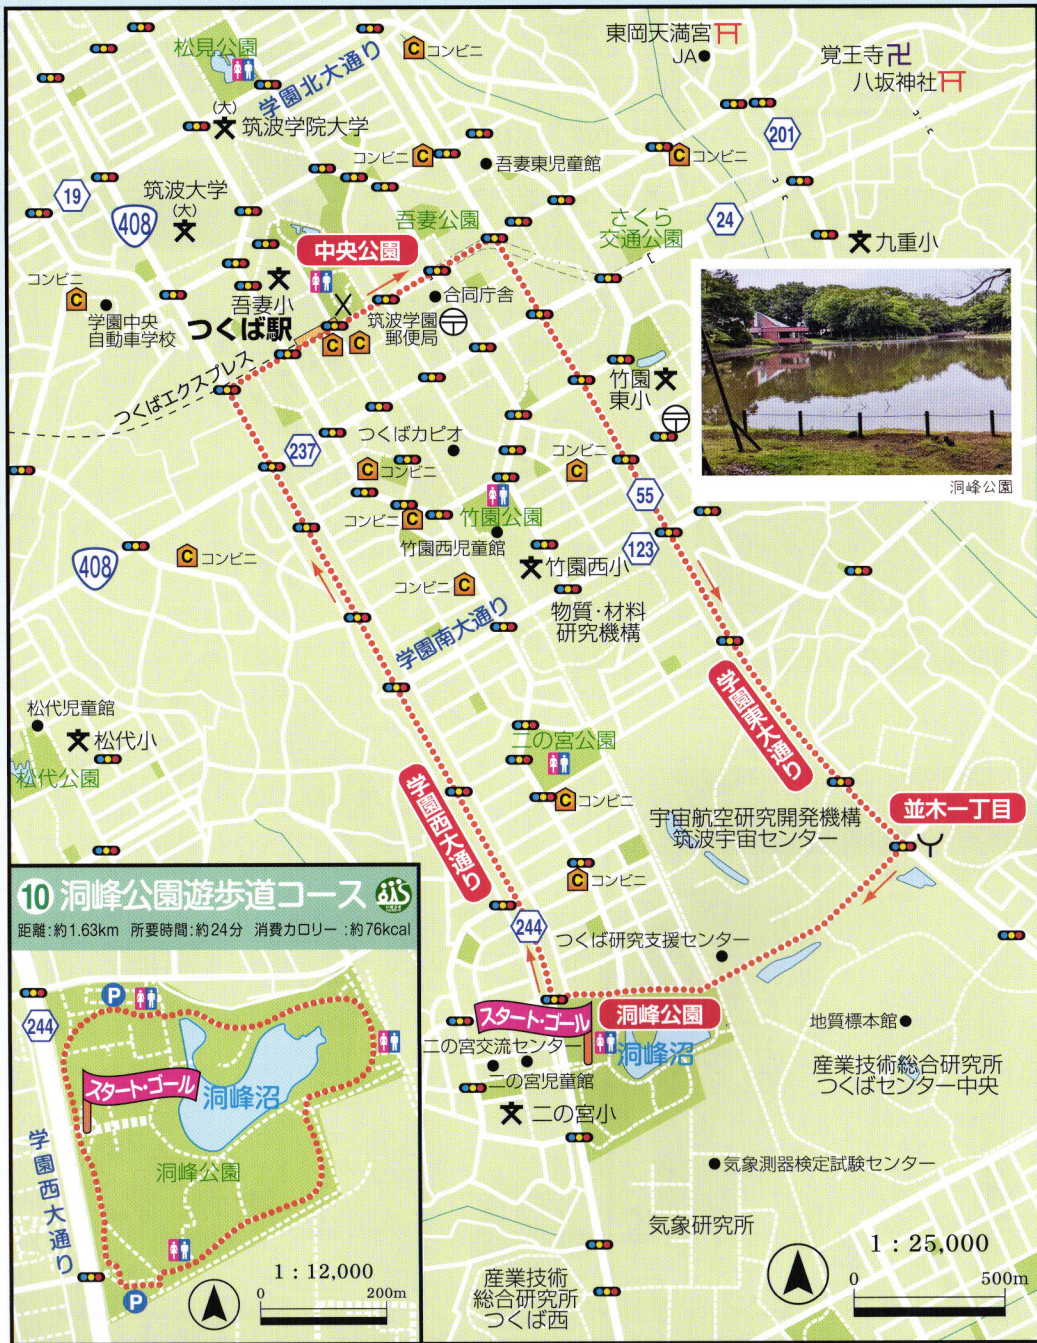 松見公園
学園北大通り
コンビニ
東岡天満宮
JA
覚王寺
八坂神社
(大)
筑波学院大学
コンビニ
吾妻東児童館
コンビニ
201
19
筑波大学
(大)
408
吾妻公園
さくら
交通公園
24
九重小
中央公園
コンビニ
学園中央
自動車学校
吾妻小
つくば駅
合同庁舎
筑波学園
郵便局
つくばエクスプレス
竹園
東小
洞峰公園
237
つくばカピオ
コンビニ
コンビニ
55
コンビニ
竹園公園
竹園西児童館
123
408
コンビニ
コンビニ
竹園西小
学園南大通り
物質・材料
研究機構
松代児童館
松代小
松代公園
二の宮公園
学園東大通り
学園西大通り
コンビニ
宇宙航空研究開発機構
筑波宇宙センター
並木一丁目
コンビニ
244
つくば研究支援センター
スタート・ゴール
洞峰公園
洞峰沼
二の宮交流センター
二の宮児童館
二の宮小
地質標本館
産業技術総合研究所
つくばセンター中央
気象測器検定試験センター
気象研究所
産業技術
総合研究所
つくば西
1:25,000
0 500m
10 洞峰公園遊歩道コース
距離:約1.63km 所要時間:約24分 消費カロリー:約76kcal
P
244
スタート・ゴール
洞峰沼
洞峰公園
学園西大通り
P
1:12,000
0 200m